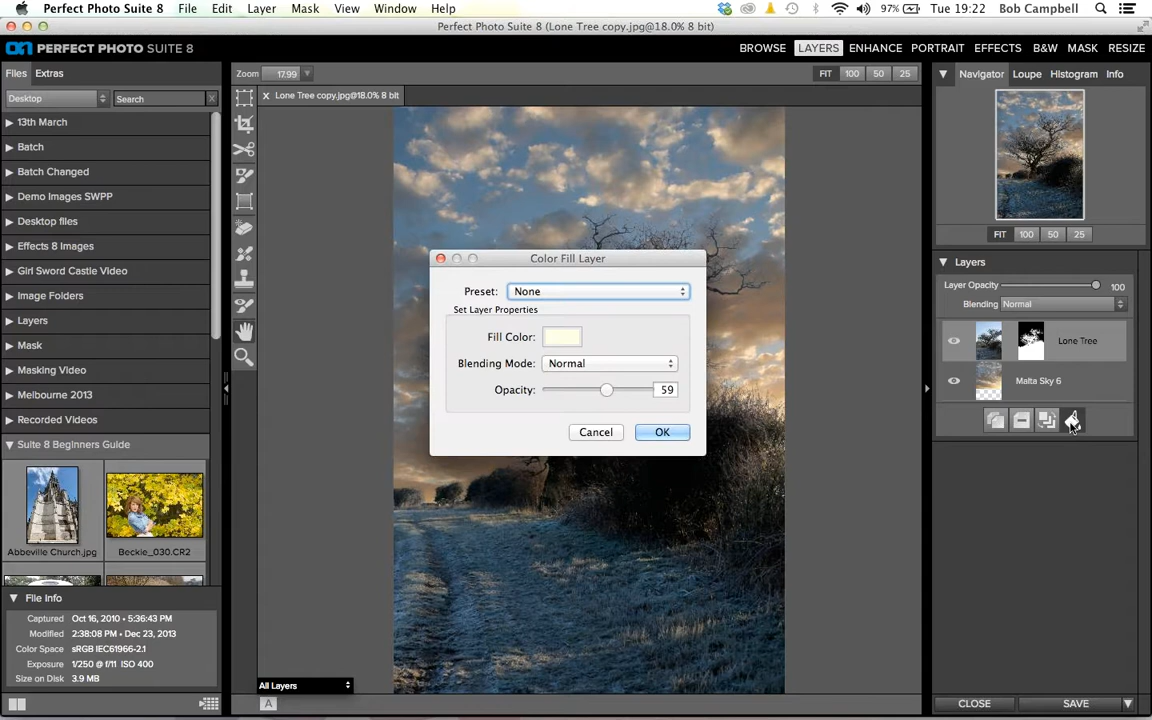 Perfect Photo Suite 8 File Edit Layer Mask View Window Help 97% Tue 19:22 Bob Campbell
Perfect Photo Suite 8 (Lone Tree copy.jpg)
on PERFECT PHOTO SUITE 8 BROWSE LAYERS ENHANCE PORTRAIT EFFECTS B&W MASK RESIZE
Files Extras
Zoom 17.99 FIT 100 50 25
Navigator Loupe Histogram Info
Desktop Search X
x Lone Tree copy.jpg@18.0% 8 bit
13th March
Batch
Batch Changed
Demo Images SWPP
Desktop files
Effects 8 Images
Girl Sword Castle Video
Image Folders
Layers
Mask
Masking Video
Melbourne 2013
Recorded Videos
Suite 8 Beginners Guide
Abbeville Church.jpg Beckie_030.CR2
File Info
Captured Oct 16, 2010 • 5:36:43 PM
Modified 2:38:08 PM • Dec 23, 2013
Color Space sRGB IEC61966-2.1
Exposure 1/250 @ f/11 ISO 400
Size on Disk 3.9 MB
Color Fill Layer
Preset: None
Set Layer Properties
Fill Color:
Blending Mode: Normal
Opacity: 59
Cancel OK
All Layers
A
FIT 100 50 25
Layers
Layer Opacity 100
Blending Normal
Lone Tree
Malta Sky 6
CLOSE SAVE